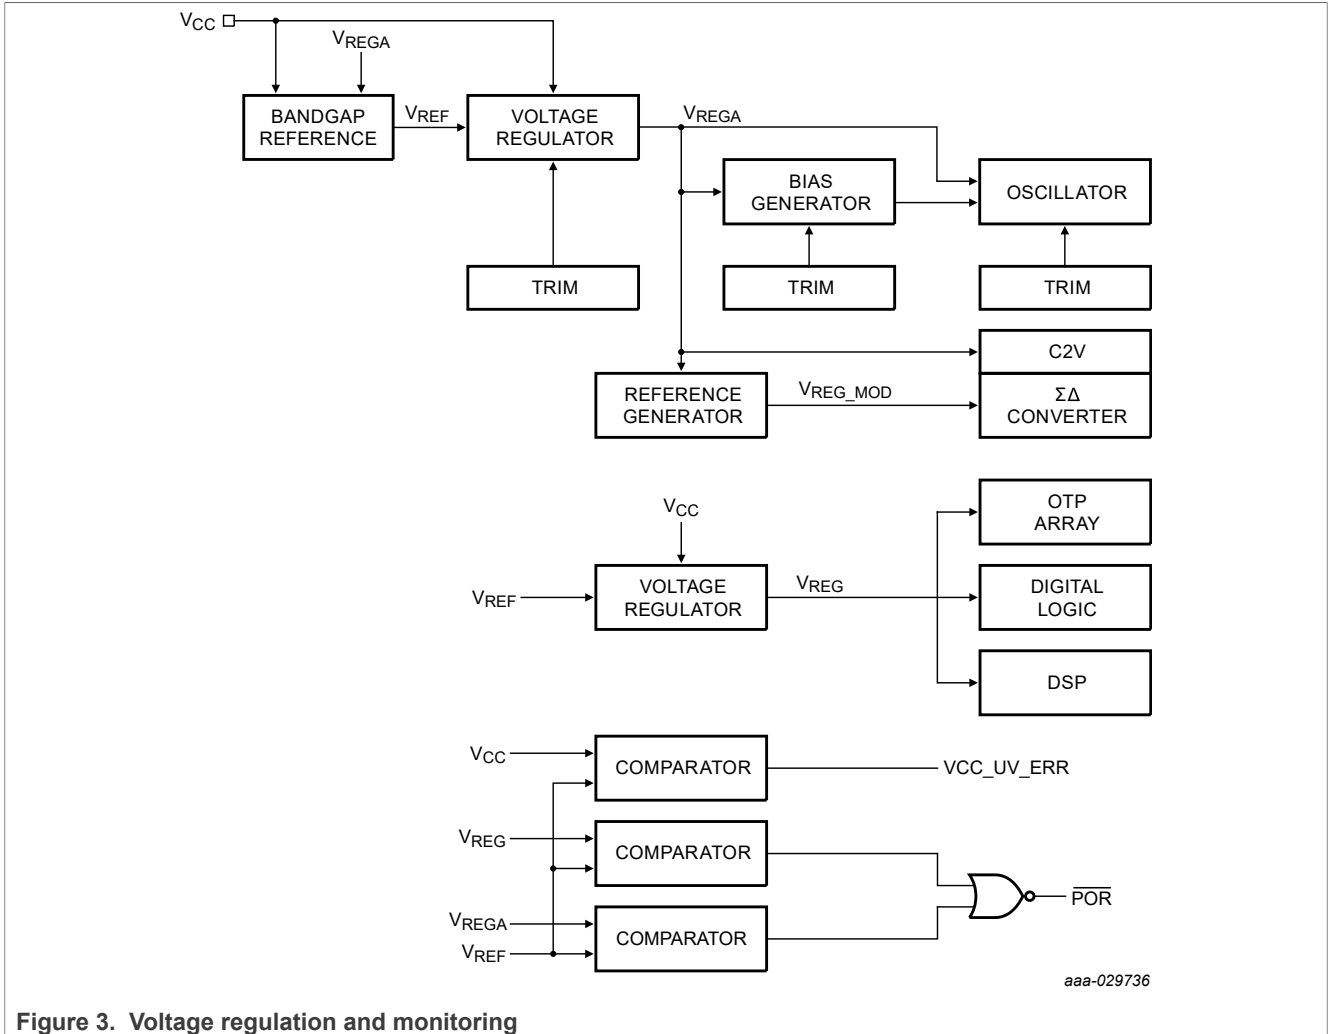 VCC
VREGA
BANDGAP
REFERENCE
VREF
VOLTAGE
REGULATOR
VREGA
BIAS
GENERATOR
OSCILLATOR
TRIM
TRIM
TRIM
C2V
REFERENCE
GENERATOR
VREG_MOD
ΣΔ
CONVERTER
VCC
OTP
ARRAY
VREF
VOLTAGE
REGULATOR
VREG
DIGITAL
LOGIC
DSP
VCC
COMPARATOR
VCC_UV_ERR
VREG
COMPARATOR
POR
VREGA
VREF
COMPARATOR
aaa-029736
Figure 3. Voltage regulation and monitoring